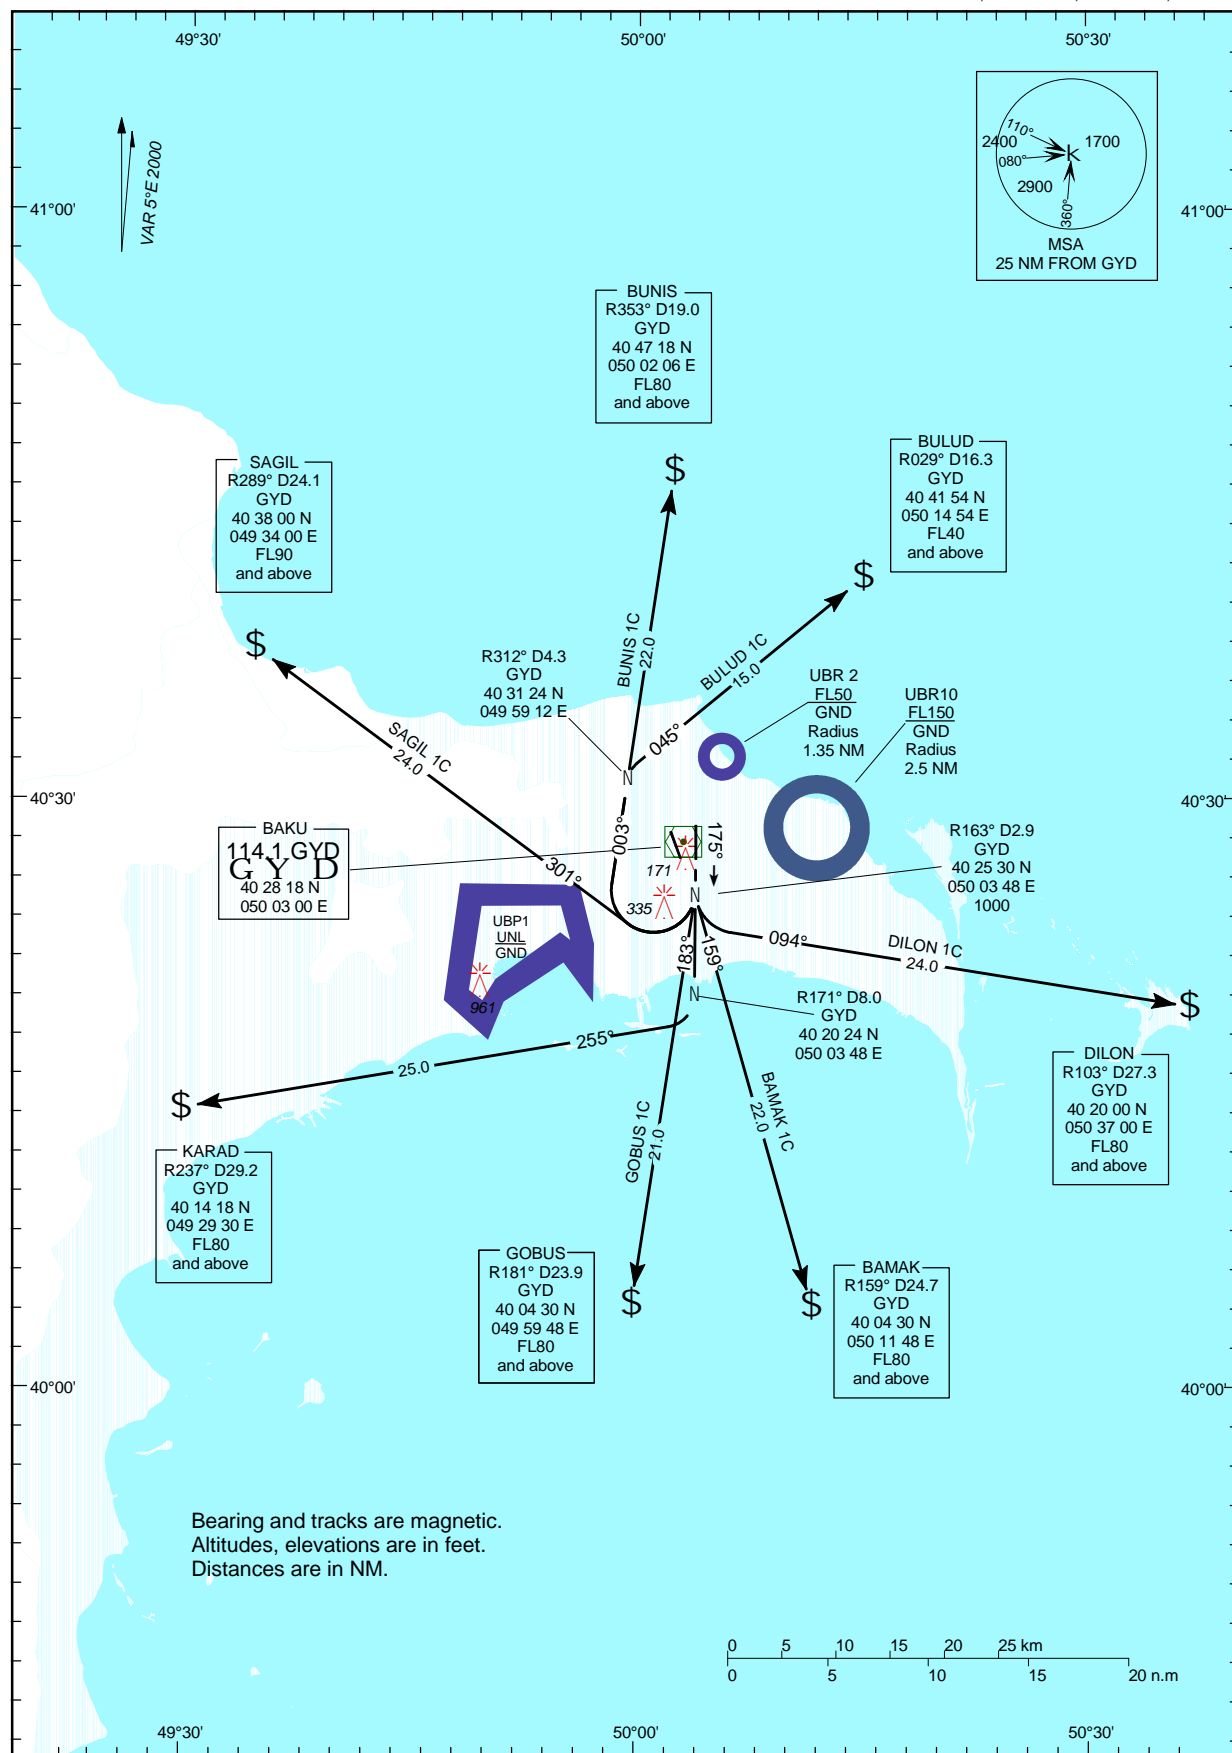 49°30'
50°00'
50°30'
VAR 5°E 2000
41°00'
41°00'
110°
2400
1700
080°
K
2900
360°
MSA
25 NM FROM GYD
BUNIS
R353° D19.0
GYD
40 47 18 N
050 02 06 E
FL80
and above
BULUD
R029° D16.3
GYD
40 41 54 N
050 14 54 E
FL40
and above
SAGIL
R289° D24.1
GYD
40 38 00 N
049 34 00 E
FL90
and above
$
$
$
R312° D4.3
GYD
40 31 24 N
049 59 12 E
BUNIS 1C
22.0
BULUD 1C
15.0
045°
UBR 2
FL50
GND
Radius
1.35 NM
UBR10
FL150
GND
Radius
2.5 NM
SAGIL 1C
24.0
301°
N
003°
40°30'
40°30'
BAKU
114.1 GYD
G Y D
40 28 18 N
050 03 00 E
175°
171
335
N
R163° D2.9
GYD
40 25 30 N
050 03 48 E
1000
UBP1
UNL
GND
961
183°
159°
094°
DILON 1C
24.0
$
N
R171° D8.0
GYD
40 20 24 N
050 03 48 E
255°
25.0
$
DILON
R103° D27.3
GYD
40 20 00 N
050 37 00 E
FL80
and above
KARAD
R237° D29.2
GYD
40 14 18 N
049 29 30 E
FL80
and above
GOBUS 1C
21.0
BAMAK 1C
22.0
GOBUS
R181° D23.9
GYD
40 04 30 N
049 59 48 E
FL80
and above
$
$
BAMAK
R159° D24.7
GYD
40 04 30 N
050 11 48 E
FL80
and above
40°00'
40°00'
Bearing and tracks are magnetic.
Altitudes, elevations are in feet.
Distances are in NM.
0 5 10 15 20 25 km
0 5 10 15 20 n.m
49°30'
50°00'
50°30'